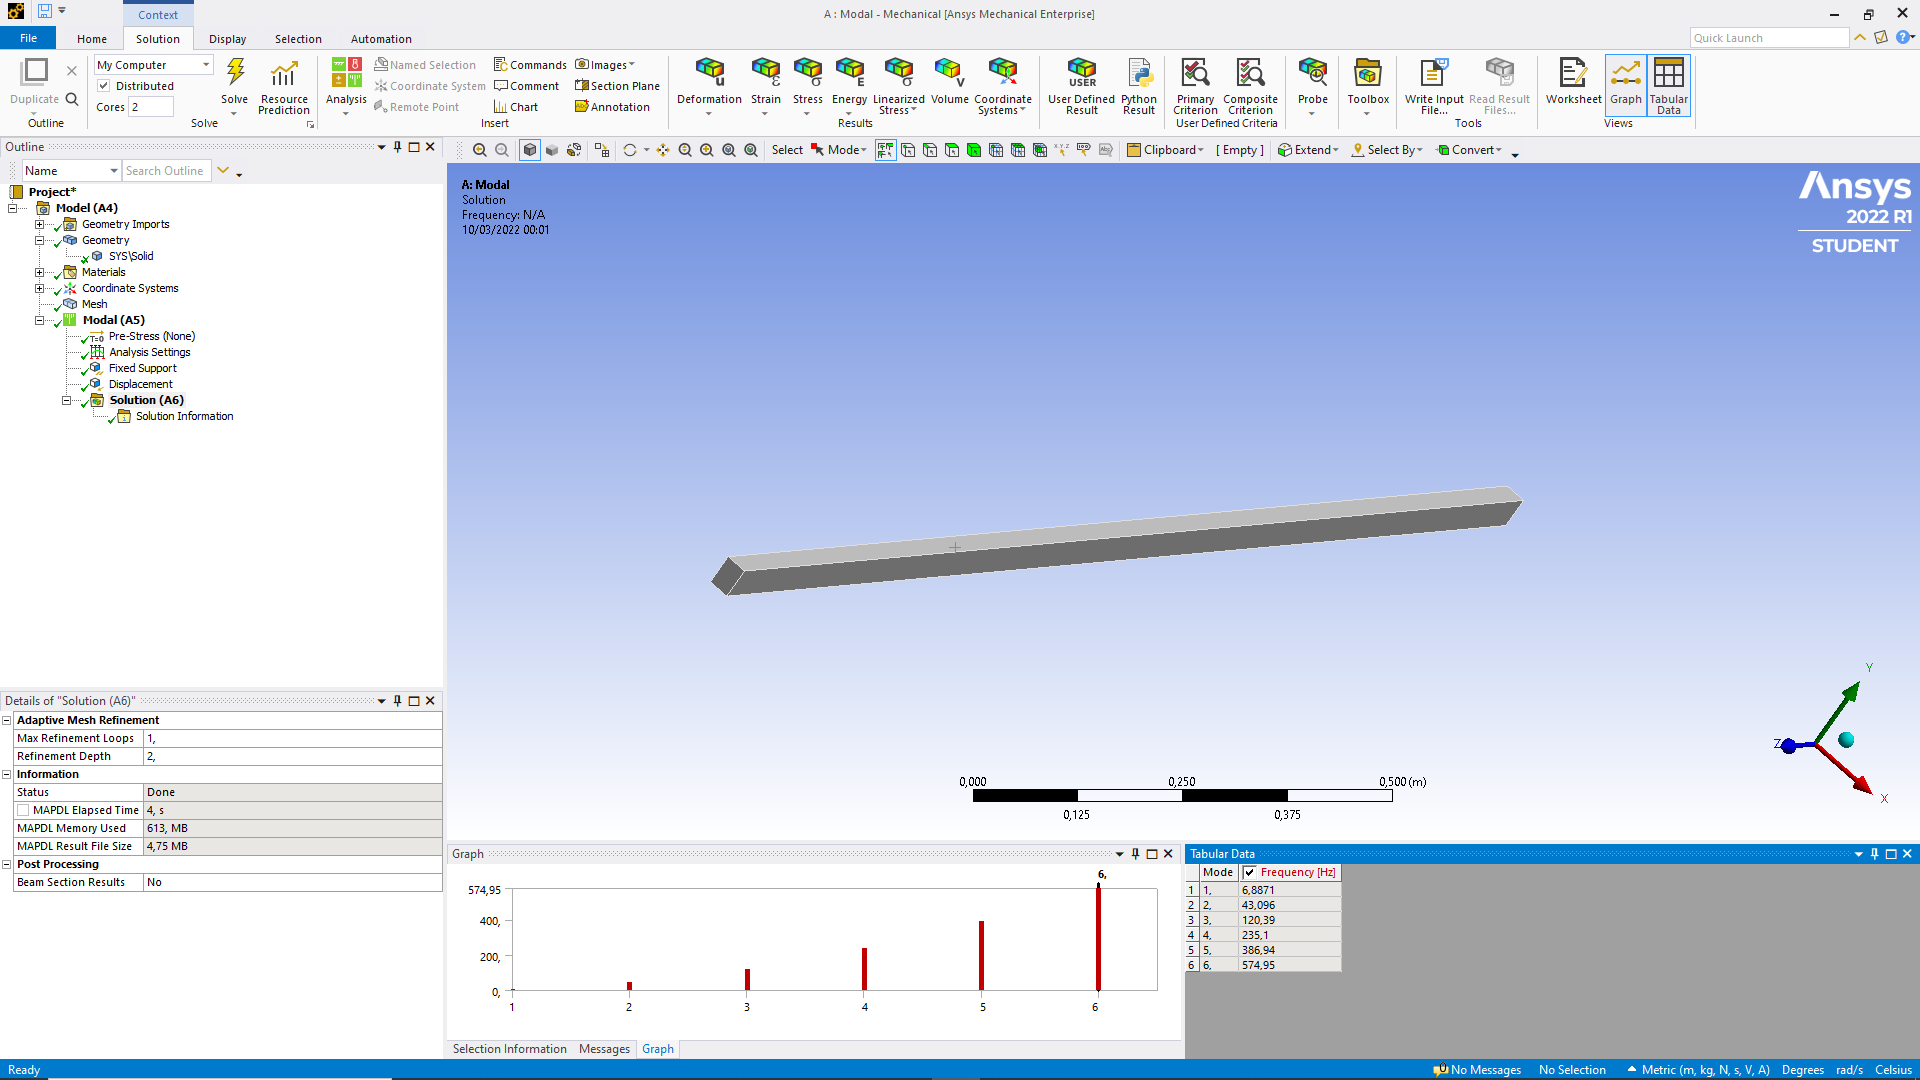 Context
A : Modal - Mechanical [Ansys Mechanical Enterprise]
File
Home
Solution
Display
Selection
Automation
Quick Launch
Duplicate
Outline
My Computer
Distributed
Cores 2
Solve
Resource Prediction
Solve
Analysis
Named Selection
Coordinate System
Remote Point
Commands
Comment
Chart
Images
Section Plane
Annotation
Insert
Deformation
Strain
Stress
Energy
Linearized Stress
Volume
Coordinate Systems
Results
User Defined Result
Python Result
Primary Criterion
Composite Criterion
User Defined Criteria
Probe
Toolbox
Write Input File...
Read Result Files...
Tools
Worksheet
Graph
Tabular Data
Views
Outline
Name
Search Outline
Select
Mode
Clipboard
[ Empty ]
Extend
Select By
Convert
Project*
Model (A4)
Geometry Imports
Geometry
SYS\Solid
Materials
Coordinate Systems
Mesh
Modal (A5)
Pre-Stress (None)
Analysis Settings
Fixed Support
Displacement
Solution (A6)
Solution Information
A: Modal
Solution
Frequency: N/A
10/03/2022 00:01
Ansys
2022 R1
STUDENT
Y
Z
X
0,000
0,250
0,500 (m)
0,125
0,375
Details of "Solution (A6)"
Adaptive Mesh Refinement
Max Refinement Loops 1,
Refinement Depth 2,
Information
Status Done
MAPDL Elapsed Time 4, s
MAPDL Memory Used 613, MB
MAPDL Result File Size 4,75 MB
Post Processing
Beam Section Results No
Graph
6,
574,95
400,
200,
0,
1 2 3 4 5 6
Selection Information
Messages
Graph
Tabular Data
Mode Frequency [Hz]
1 1, 6,8871
2 2, 43,096
3 3, 120,39
4 4, 235,1
5 5, 386,94
6 6, 574,95
Ready
No Messages
No Selection
Metric (m, kg, N, s, V, A)
Degrees
rad/s
Celsius